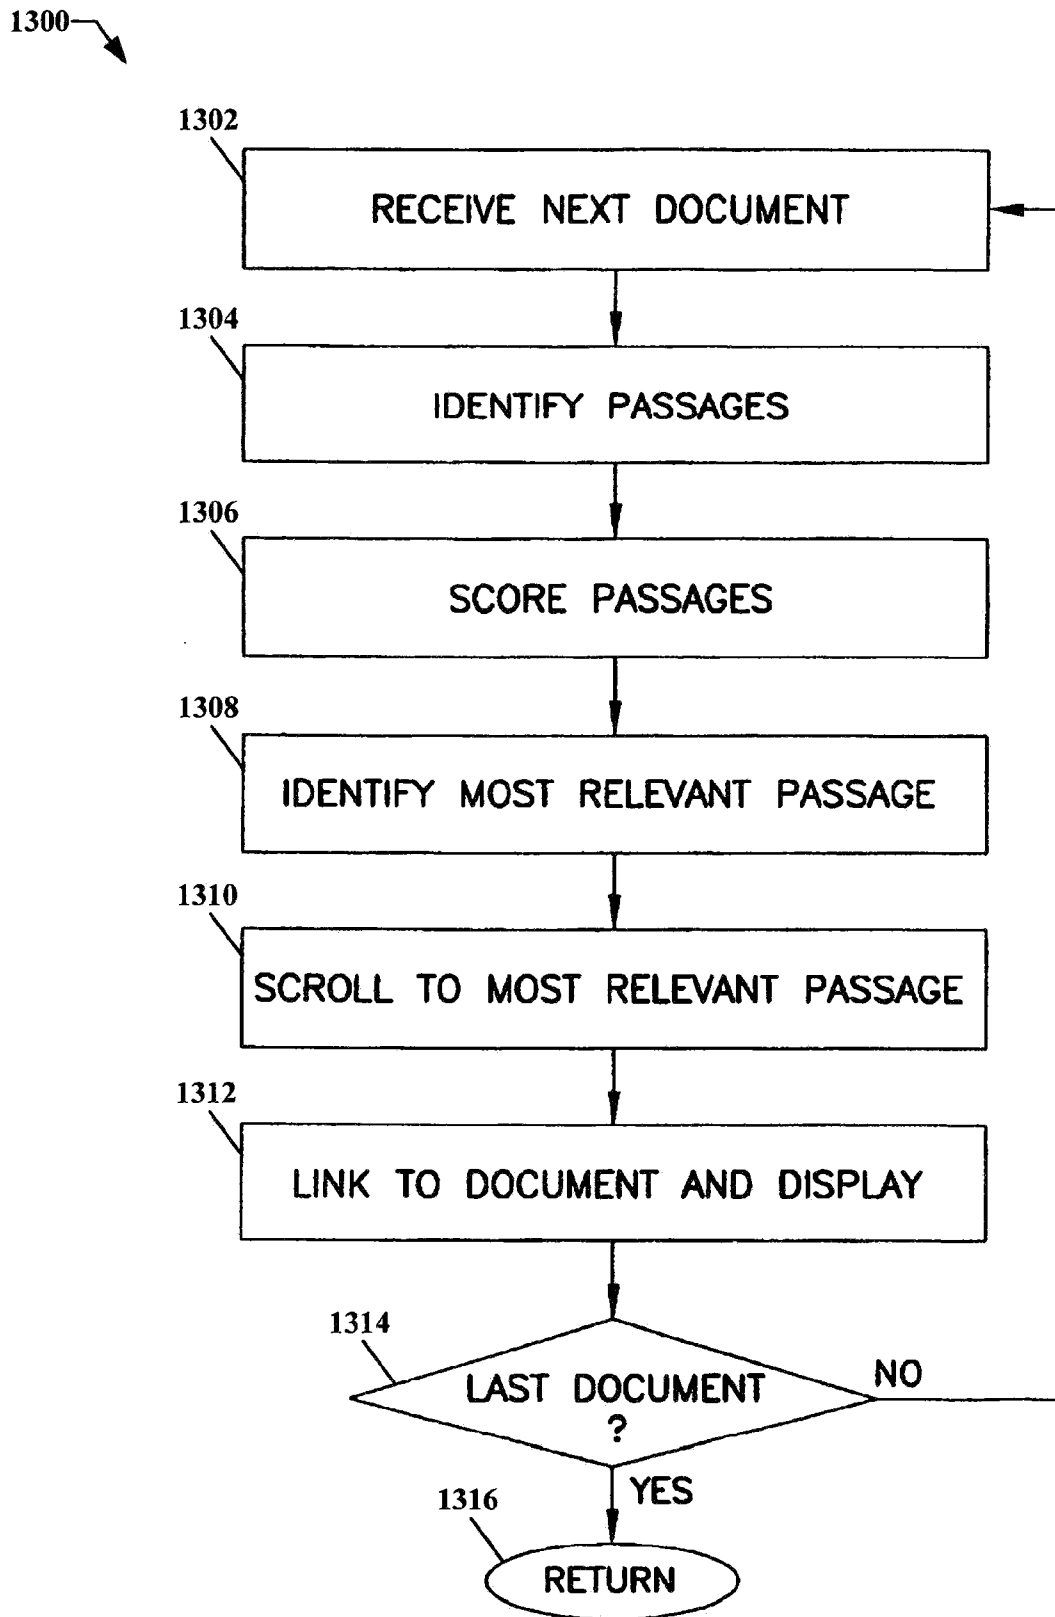 1300
1302
RECEIVE NEXT DOCUMENT
1304
IDENTIFY PASSAGES
1306
SCORE PASSAGES
1308
IDENTIFY MOST RELEVANT PASSAGE
1310
SCROLL TO MOST RELEVANT PASSAGE
1312
LINK TO DOCUMENT AND DISPLAY
1314
LAST DOCUMENT
?
NO
YES
1316
RETURN